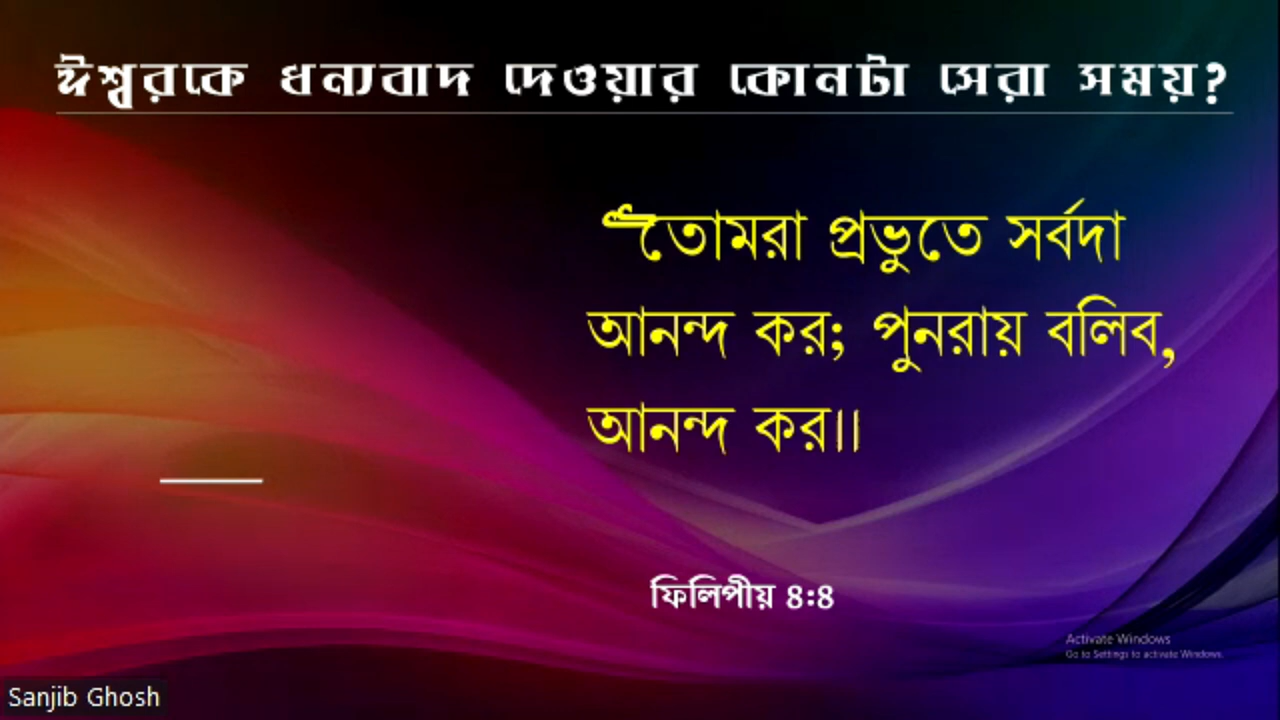 ঈশ্বরকে ধন্যবাদ দেওয়ার কোনটা সেরা সময়?
“তোমরা প্রভুতে সর্বদা
আনন্দ কর; পুনরায় বলিব,
আনন্দ কর।।
ফিলিপীয় ৪:৪
Activate Windows
Go to Settings to activate Windows.
Sanjib Ghosh